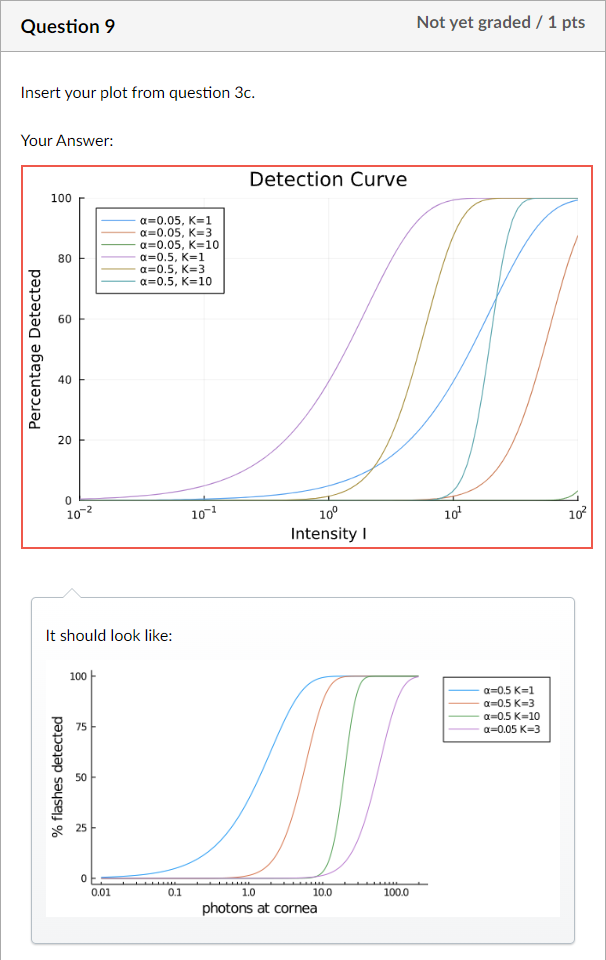 Question 9
Not yet graded / 1 pts
Insert your plot from question 3c.
Your Answer:
Detection Curve
α=0.05, K=1
α=0.05, K=3
α=0.05, K=10
α=0.5, K=1
α=0.5, K=3
α=0.5, K=10
Percentage Detected
100
80
60
40
20
0
10⁻² 10⁻¹ 10⁰ 10¹ 10²
Intensity I
It should look like:
α=0.5 K=1
α=0.5 K=3
α=0.5 K=10
α=0.05 K=3
% flashes detected
100
75
50
25
0
0.01 0.1 1.0 10.0 100.0
photons at cornea